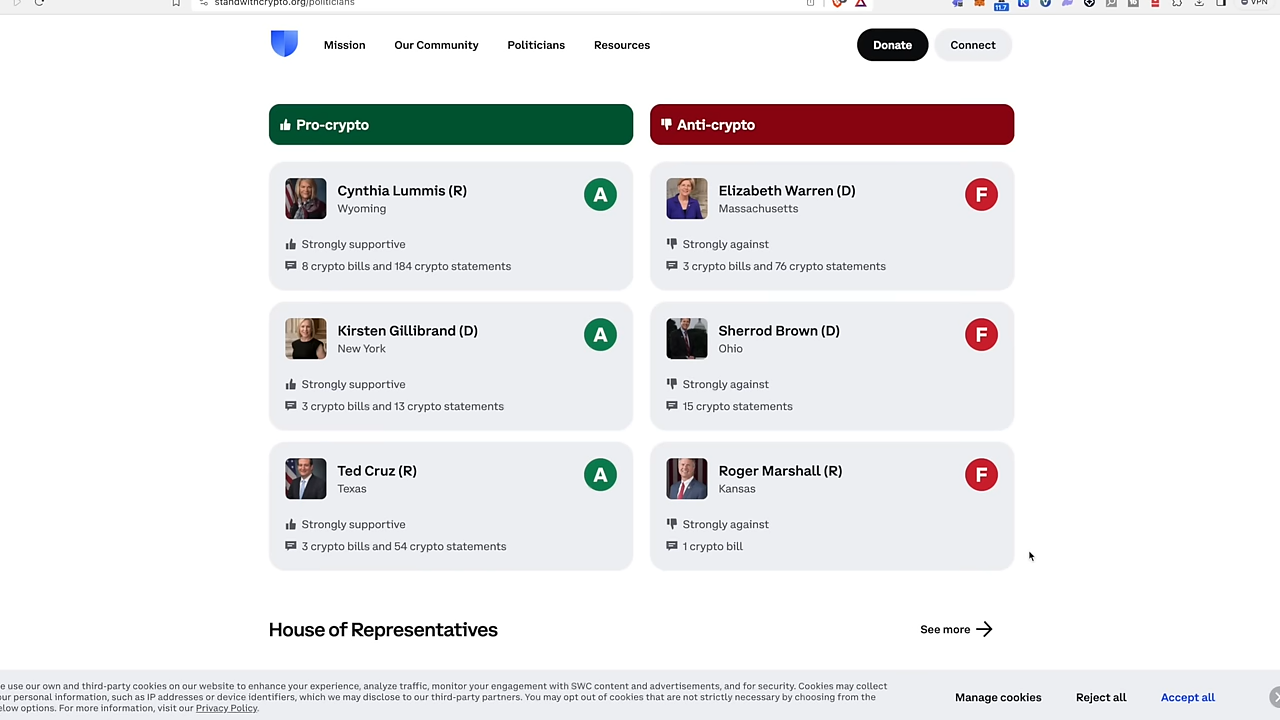 standwithcrypto.org/politicians
11.7
VPN
Mission
Our Community
Politicians
Resources
Donate
Connect
Pro-crypto
Anti-crypto
Cynthia Lummis (R)
Wyoming
A
Strongly supportive
8 crypto bills and 184 crypto statements
Elizabeth Warren (D)
Massachusetts
F
Strongly against
3 crypto bills and 76 crypto statements
Kirsten Gillibrand (D)
New York
A
Strongly supportive
3 crypto bills and 13 crypto statements
Sherrod Brown (D)
Ohio
F
Strongly against
15 crypto statements
Ted Cruz (R)
Texas
A
Strongly supportive
3 crypto bills and 54 crypto statements
Roger Marshall (R)
Kansas
F
Strongly against
1 crypto bill
House of Representatives
See more
e use our own and third-party cookies on our website to enhance your experience, analyze traffic, monitor your engagement with SWC content and advertisements, and for security. Cookies may collect
ur personal information, such as IP addresses or device identifiers, which we may disclose to our third-party partners. You may opt out of cookies that are not strictly necessary by choosing from the
elow options. For more information, visit our Privacy Policy.
Manage cookies
Reject all
Accept all